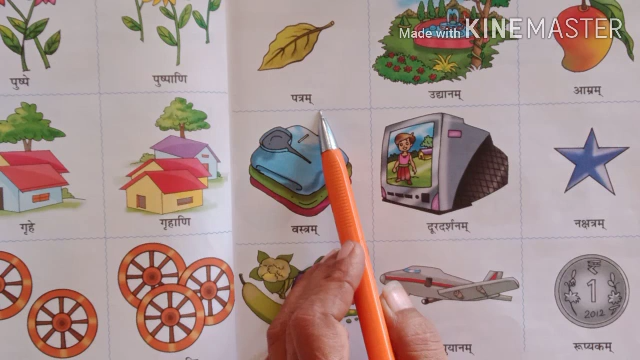 Made with KINEMASTER
पुष्पे
पुष्पाणि
पत्रम्
उद्यानम्
आम्रम्
गृहे
गृहाणि
वस्त्रम्
दूरदर्शनम्
नक्षत्रम्
1
2012
रूप्यकम्